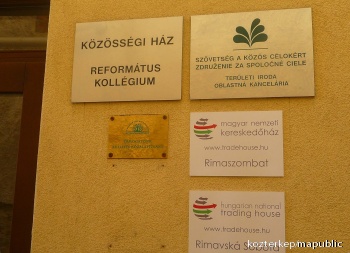 KÖZÖSSÉGI HÁZ
REFORMÁTUS
KOLLÉGIUM
SZÖVETSÉG A KÖZÖS CÉLOKÉRT
ZDRUŽENIE ZA SPOLOČNÉ CIELE
TERÜLETI IRODA
OBLASTNÁ KANCELÁRIA
magyar nemzeti
kereskedőház
www.tradehouse.hu
Rimaszombat
hungarian national
trading house
www.tradehouse.hu
Rimavská Sobota
kozterkep/mapublic